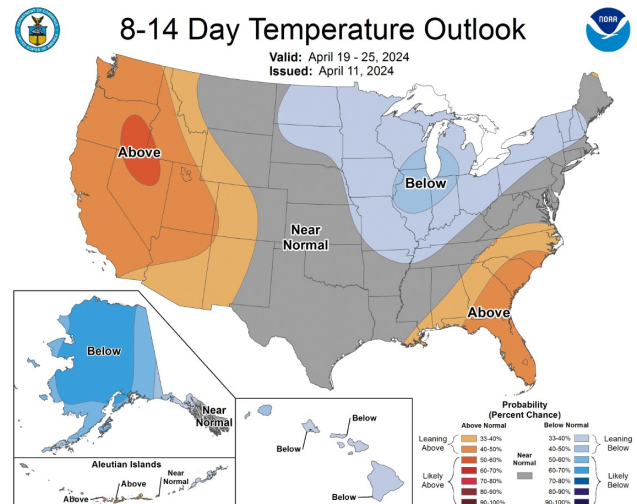 8-14 Day Temperature Outlook
Valid: April 19 - 25, 2024
Issued: April 11, 2024
NOAA
Above
Below
Near
Normal
Above
Below
Near
Normal
Aleutian Islands
Above
Above
Near
Normal
Below
Below
Below
Probability
(Percent Chance)
Above Normal
Below Normal
Leaning
Above
33-40%
40-50%
Near
Normal
33-40%
40-50%
Leaning
Below
Likely
Above
50-60%
60-70%
70-80%
80-90%
90-100%
50-60%
60-70%
70-80%
80-90%
90-100%
Likely
Below